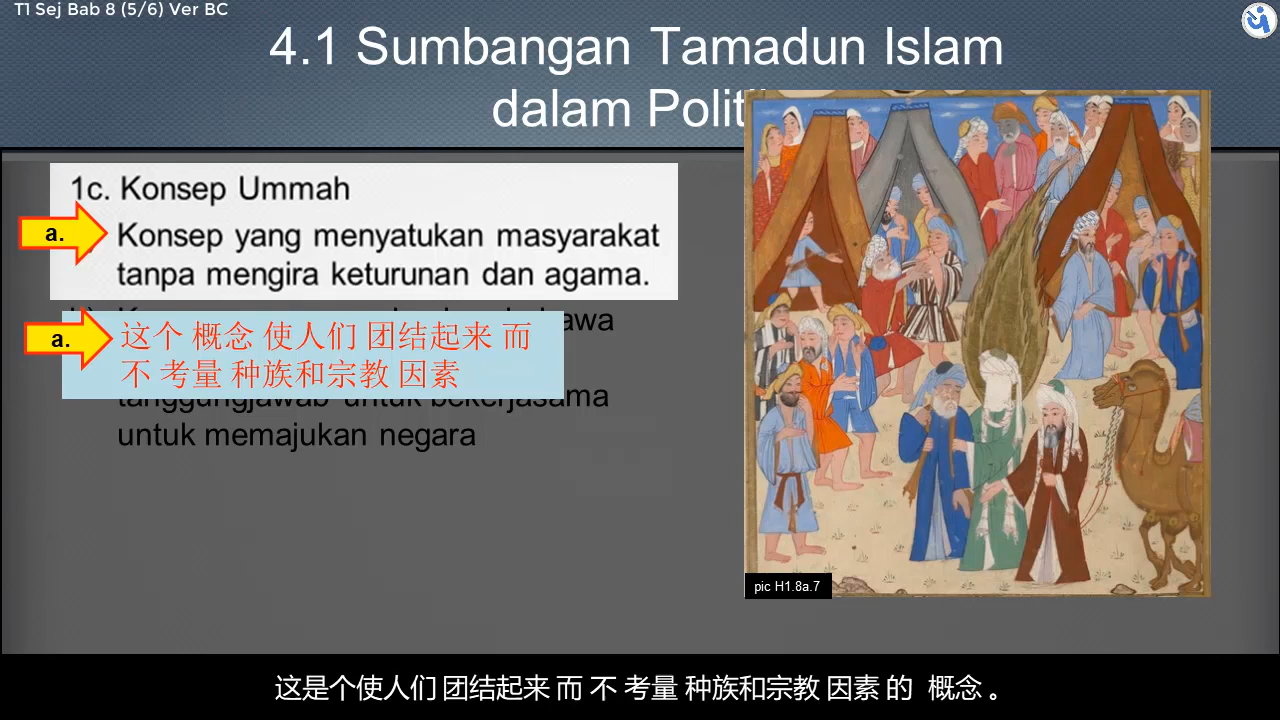 T1 Sej Bab 8 (5/6) Ver BC
4.1 Sumbangan Tamadun Islam
dalam Polit
1c. Konsep Ummah
a. Konsep yang menyatukan masyarakat
tanpa mengira keturunan dan agama.
a. 这个 概念 使人们 团结起来 而
不 考量 种族和宗教 因素
tanggungjawab untuk bekerjasama
untuk memajukan negara
pic H1.8a.7
这是个使人们 团结起来 而 不 考量 种族和宗教 因素 的 概念 。